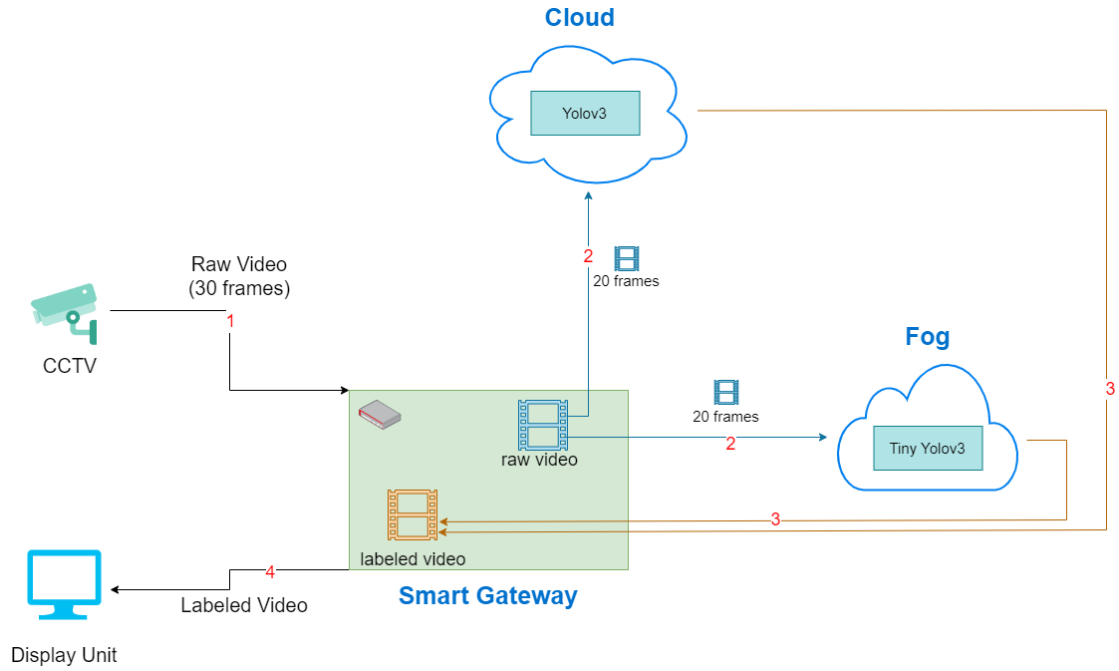 Cloud
Yolov3
2
20 frames
Raw Video
(30 frames)
1
CCTV
Fog
20 frames
2
Tiny Yolov3
3
raw video
3
labeled video
4
Labeled Video
Smart Gateway
Display Unit